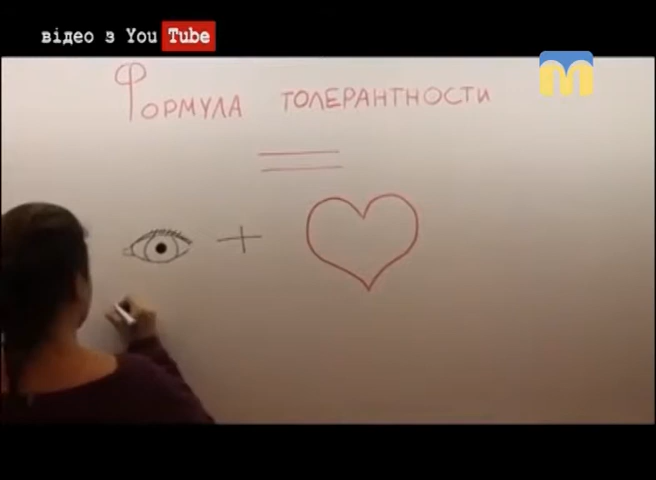 відео з YouTube
m
Формула толерантности
=
+